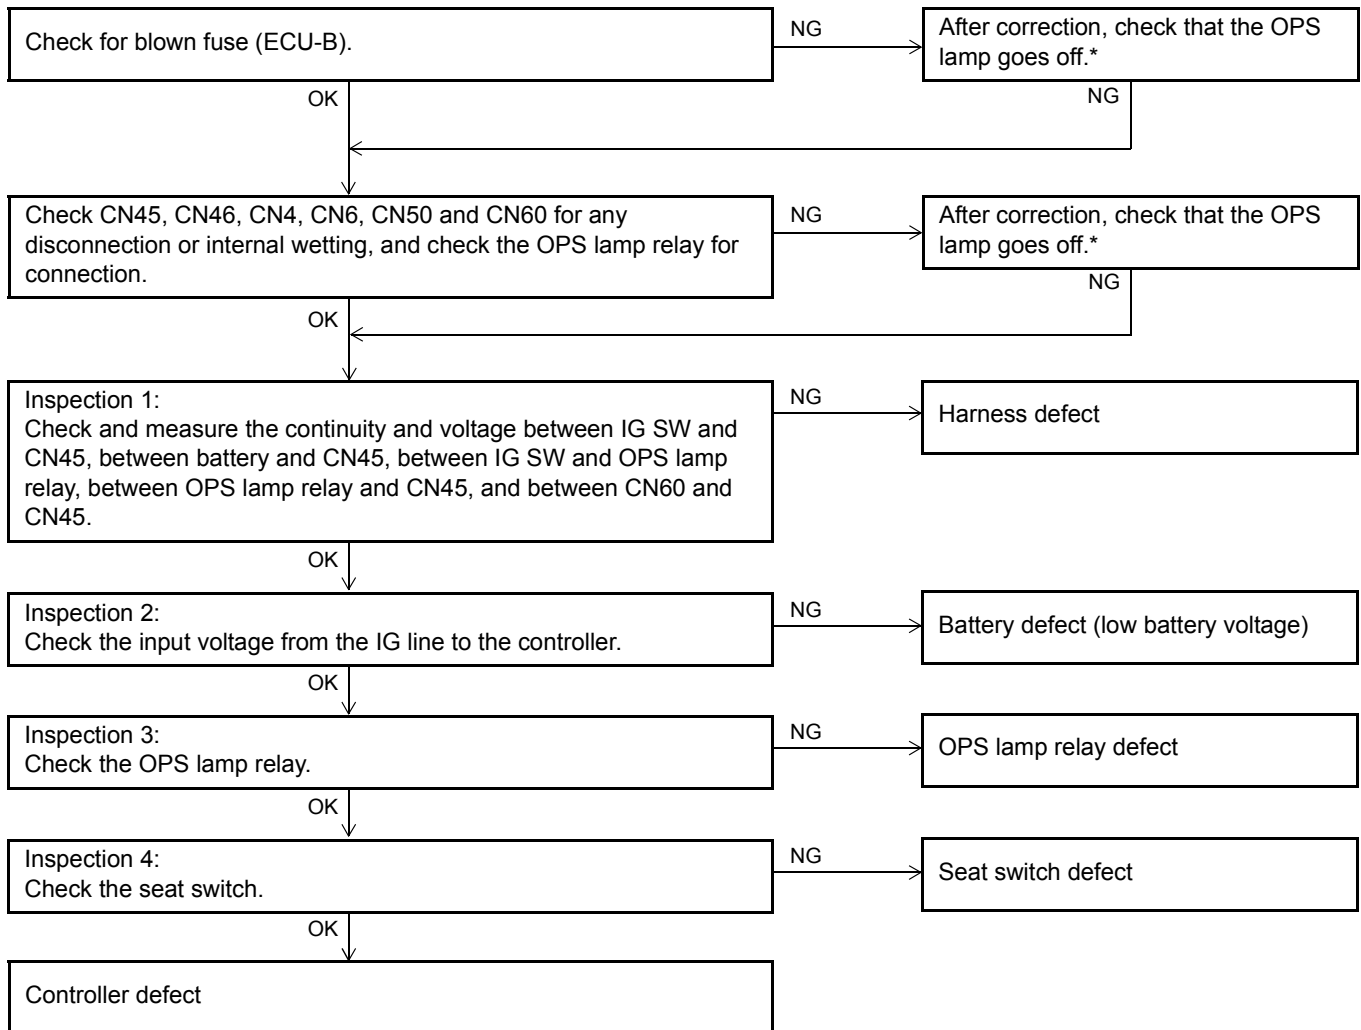 Check for blown fuse (ECU-B).
NG
After correction, check that the OPS
lamp goes off.*
OK
NG
Check CN45, CN46, CN4, CN6, CN50 and CN60 for any
disconnection or internal wetting, and check the OPS lamp relay for
connection.
NG
After correction, check that the OPS
lamp goes off.*
OK
NG
Inspection 1:
Check and measure the continuity and voltage between IG SW and
CN45, between battery and CN45, between IG SW and OPS lamp
relay, between OPS lamp relay and CN45, and between CN60 and
CN45.
NG
Harness defect
OK
Inspection 2:
Check the input voltage from the IG line to the controller.
NG
Battery defect (low battery voltage)
OK
Inspection 3:
Check the OPS lamp relay.
NG
OPS lamp relay defect
OK
Inspection 4:
Check the seat switch.
NG
Seat switch defect
OK
Controller defect